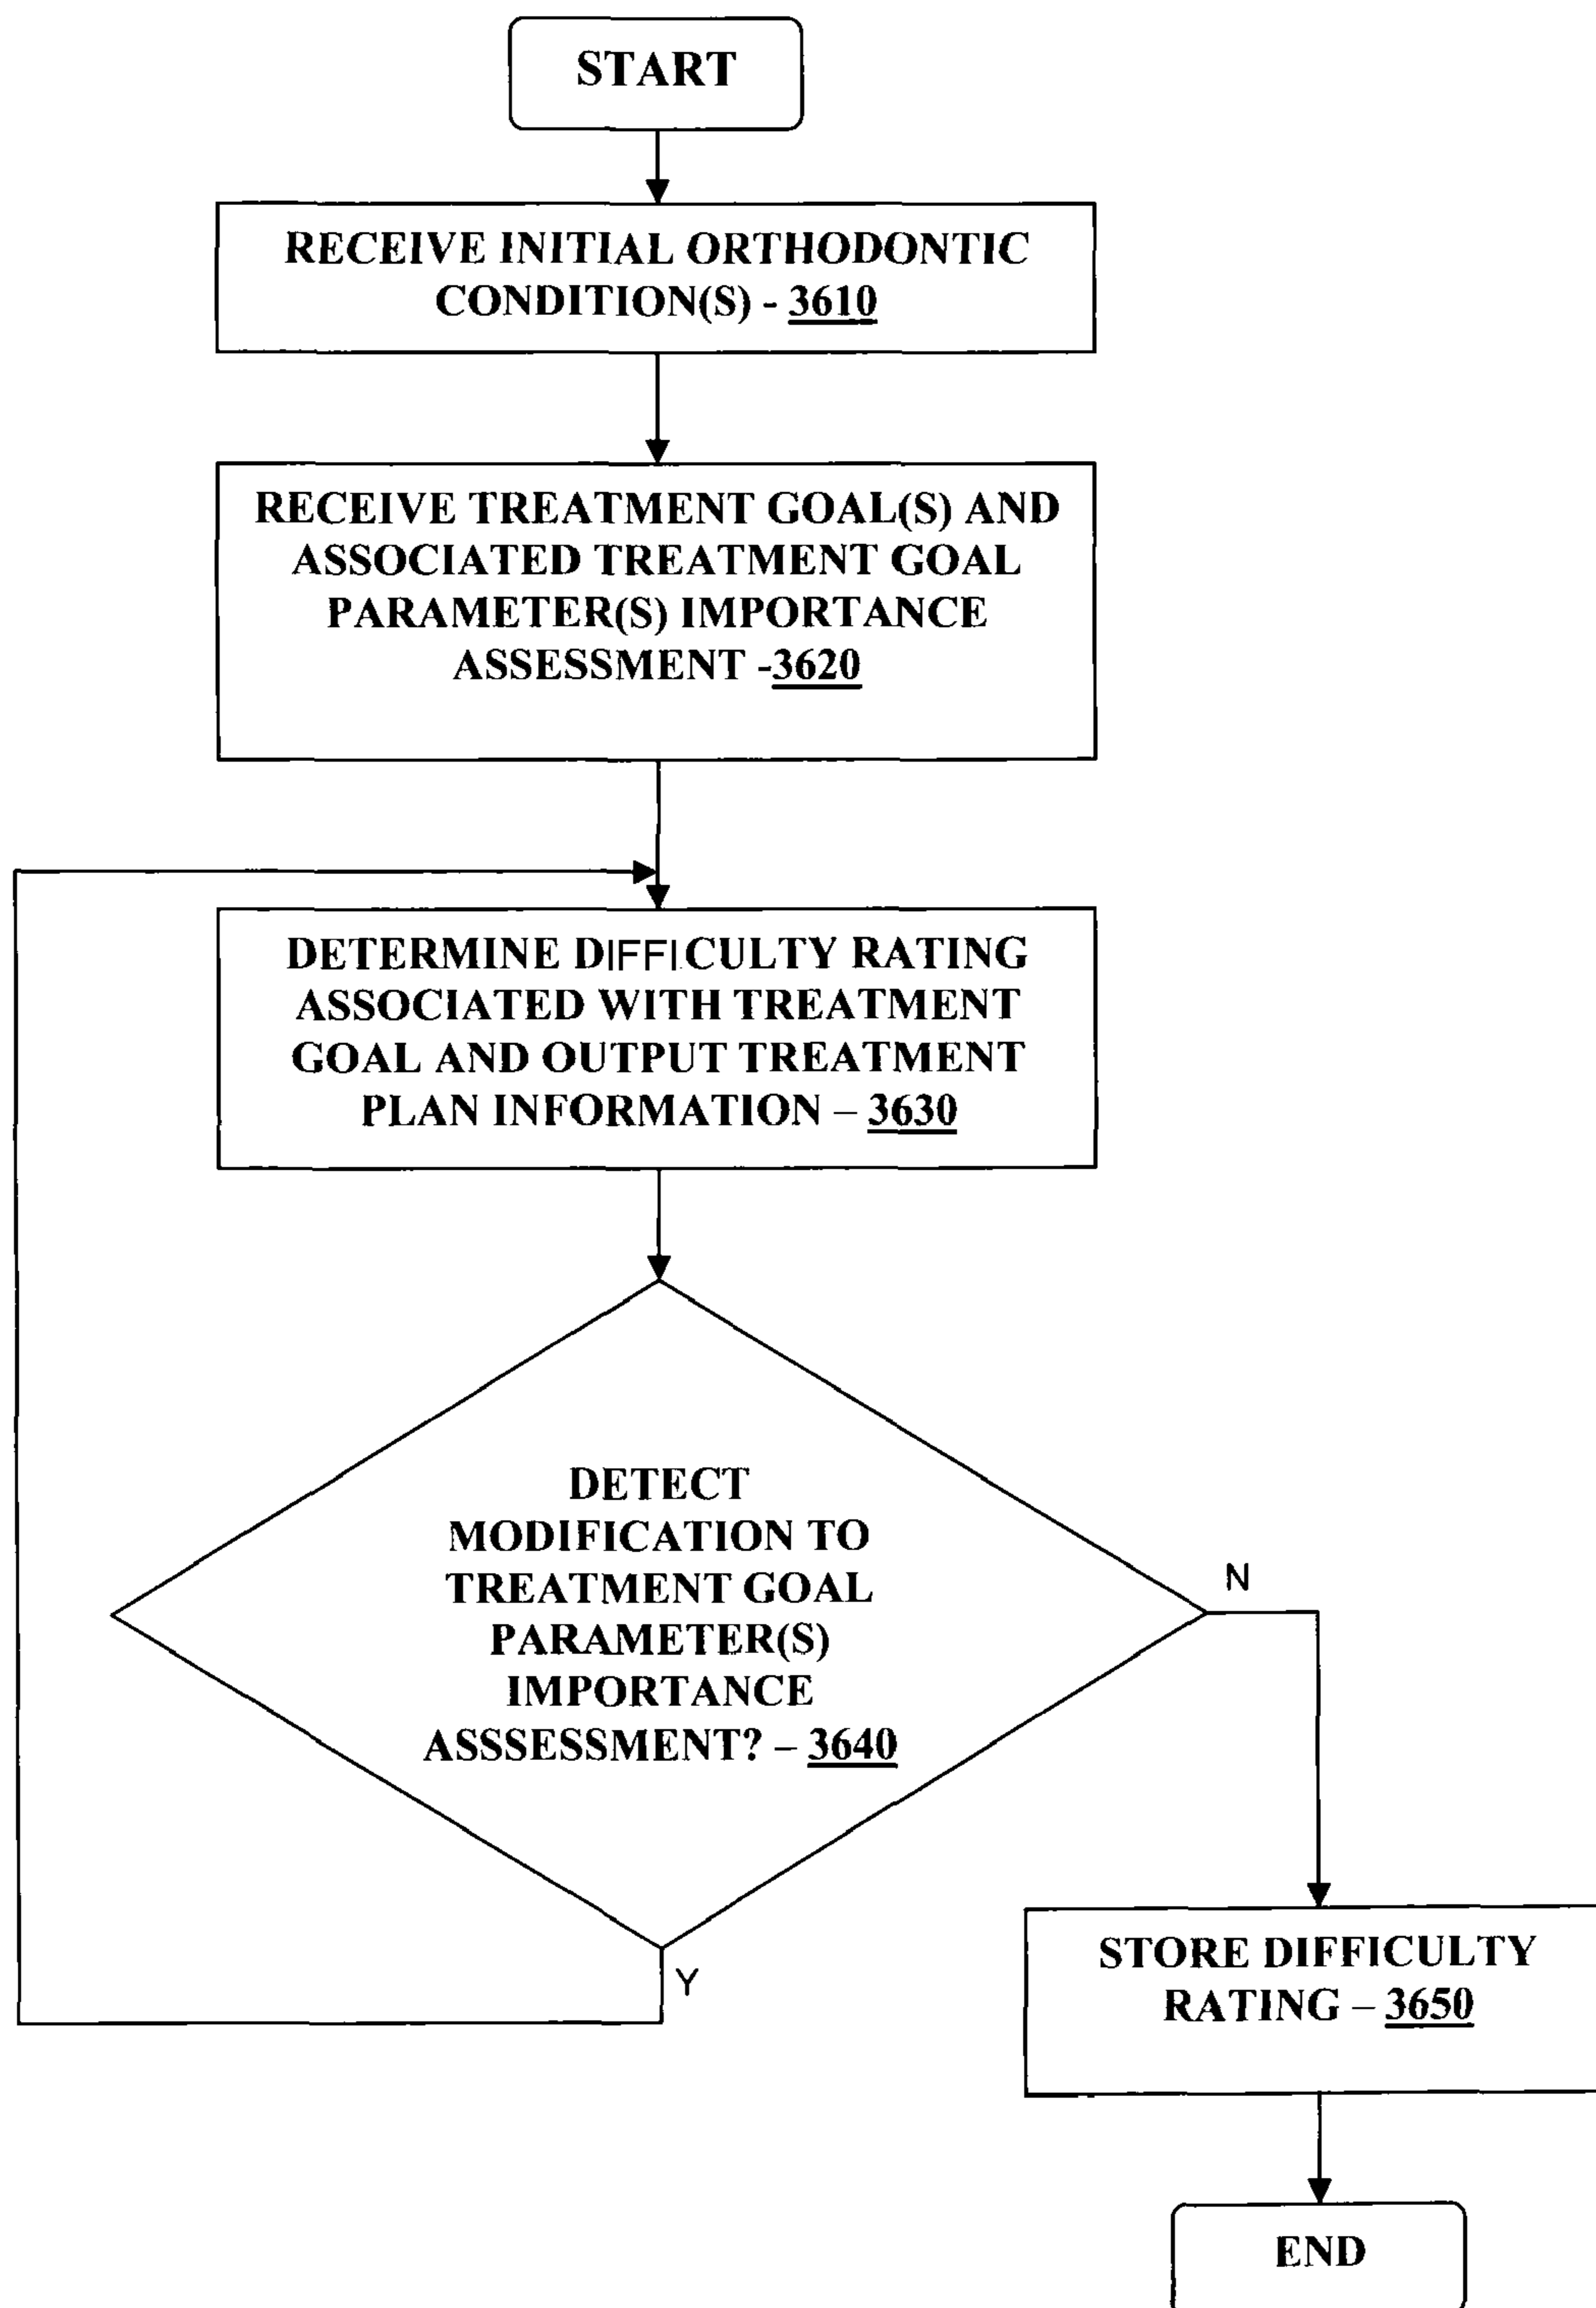 START
RECEIVE INITIAL ORTHODONTIC
CONDITION(S) - 3610
RECEIVE TREATMENT GOAL(S) AND
ASSOCIATED TREATMENT GOAL
PARAMETER(S) IMPORTANCE
ASSESSMENT -3620
DETERMINE DIFFICULTY RATING
ASSOCIATED WITH TREATMENT
GOAL AND OUTPUT TREATMENT
PLAN INFORMATION – 3630
DETECT
MODIFICATION TO
TREATMENT GOAL
PARAMETER(S)
IMPORTANCE
ASSSESSMENT? – 3640
N
Y
STORE DIFFICULTY
RATING – 3650
END